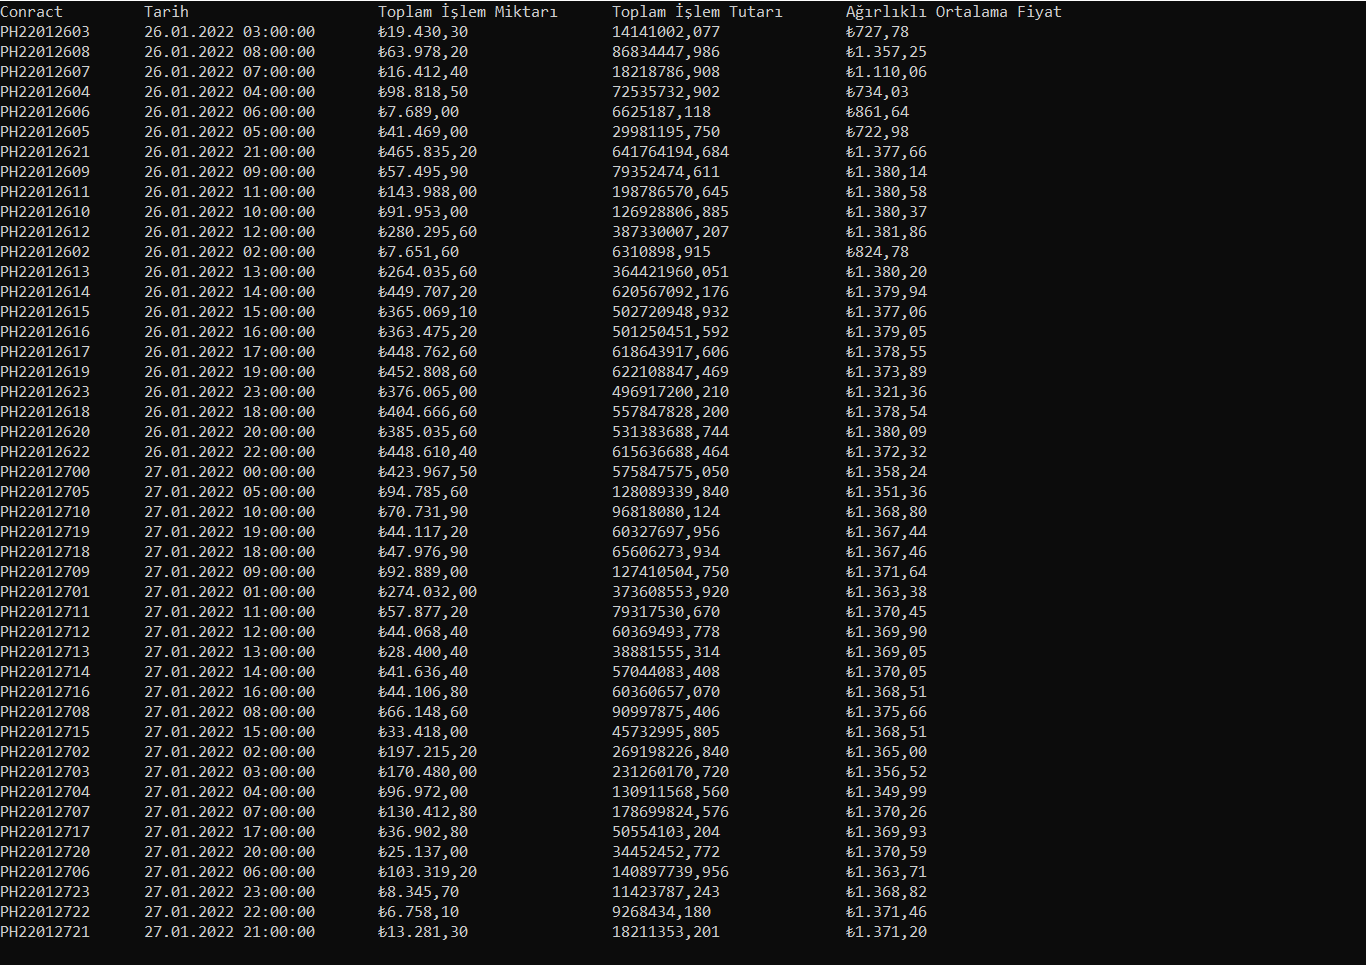 Conract Tarih Toplam İşlem Miktarı Toplam İşlem Tutarı Ağırlıklı Ortalama Fiyat
PH22012603 26.01.2022 03:00:00 ₺19.430,30 14141002,077 ₺727,78
PH22012608 26.01.2022 08:00:00 ₺63.978,20 86834447,986 ₺1.357,25
PH22012607 26.01.2022 07:00:00 ₺16.412,40 18218786,908 ₺1.110,06
PH22012604 26.01.2022 04:00:00 ₺98.818,50 72535732,902 ₺734,03
PH22012606 26.01.2022 06:00:00 ₺7.689,00 6625187,118 ₺861,64
PH22012605 26.01.2022 05:00:00 ₺41.469,00 29981195,750 ₺722,98
PH22012621 26.01.2022 21:00:00 ₺465.835,20 641764194,684 ₺1.377,66
PH22012609 26.01.2022 09:00:00 ₺57.495,90 79352474,611 ₺1.380,14
PH22012611 26.01.2022 11:00:00 ₺143.988,00 198786570,645 ₺1.380,58
PH22012610 26.01.2022 10:00:00 ₺91.953,00 126928806,885 ₺1.380,37
PH22012612 26.01.2022 12:00:00 ₺280.295,60 387330007,207 ₺1.381,86
PH22012602 26.01.2022 02:00:00 ₺7.651,60 6310898,915 ₺824,78
PH22012613 26.01.2022 13:00:00 ₺264.035,60 364421960,051 ₺1.380,20
PH22012614 26.01.2022 14:00:00 ₺449.707,20 620567092,176 ₺1.379,94
PH22012615 26.01.2022 15:00:00 ₺365.069,10 502720948,932 ₺1.377,06
PH22012616 26.01.2022 16:00:00 ₺363.475,20 501250451,592 ₺1.379,05
PH22012617 26.01.2022 17:00:00 ₺448.762,60 618643917,606 ₺1.378,55
PH22012619 26.01.2022 19:00:00 ₺452.808,60 622108847,469 ₺1.373,89
PH22012623 26.01.2022 23:00:00 ₺376.065,00 496917200,210 ₺1.321,36
PH22012618 26.01.2022 18:00:00 ₺404.666,60 557847828,200 ₺1.378,54
PH22012620 26.01.2022 20:00:00 ₺385.035,60 531383688,744 ₺1.380,09
PH22012622 26.01.2022 22:00:00 ₺448.610,40 615636688,464 ₺1.372,32
PH22012700 27.01.2022 00:00:00 ₺423.967,50 575847575,050 ₺1.358,24
PH22012705 27.01.2022 05:00:00 ₺94.785,60 128089339,840 ₺1.351,36
PH22012710 27.01.2022 10:00:00 ₺70.731,90 96818080,124 ₺1.368,80
PH22012719 27.01.2022 19:00:00 ₺44.117,20 60327697,956 ₺1.367,44
PH22012718 27.01.2022 18:00:00 ₺47.976,90 65606273,934 ₺1.367,46
PH22012709 27.01.2022 09:00:00 ₺92.889,00 127410504,750 ₺1.371,64
PH22012701 27.01.2022 01:00:00 ₺274.032,00 373608553,920 ₺1.363,38
PH22012711 27.01.2022 11:00:00 ₺57.877,20 79317530,670 ₺1.370,45
PH22012712 27.01.2022 12:00:00 ₺44.068,40 60369493,778 ₺1.369,90
PH22012713 27.01.2022 13:00:00 ₺28.400,40 38881555,314 ₺1.369,05
PH22012714 27.01.2022 14:00:00 ₺41.636,40 57044083,408 ₺1.370,05
PH22012716 27.01.2022 16:00:00 ₺44.106,80 60360657,070 ₺1.368,51
PH22012708 27.01.2022 08:00:00 ₺66.148,60 90997875,406 ₺1.375,66
PH22012715 27.01.2022 15:00:00 ₺33.418,00 45732995,805 ₺1.368,51
PH22012702 27.01.2022 02:00:00 ₺197.215,20 269198226,840 ₺1.365,00
PH22012703 27.01.2022 03:00:00 ₺170.480,00 231260170,720 ₺1.356,52
PH22012704 27.01.2022 04:00:00 ₺96.972,00 130911568,560 ₺1.349,99
PH22012707 27.01.2022 07:00:00 ₺130.412,80 178699824,576 ₺1.370,26
PH22012717 27.01.2022 17:00:00 ₺36.902,80 50554103,204 ₺1.369,93
PH22012720 27.01.2022 20:00:00 ₺25.137,00 34452452,772 ₺1.370,59
PH22012706 27.01.2022 06:00:00 ₺103.319,20 140897739,956 ₺1.363,71
PH22012723 27.01.2022 23:00:00 ₺8.345,70 11423787,243 ₺1.368,82
PH22012722 27.01.2022 22:00:00 ₺6.758,10 9268434,180 ₺1.371,46
PH22012721 27.01.2022 21:00:00 ₺13.281,30 18211353,201 ₺1.371,20